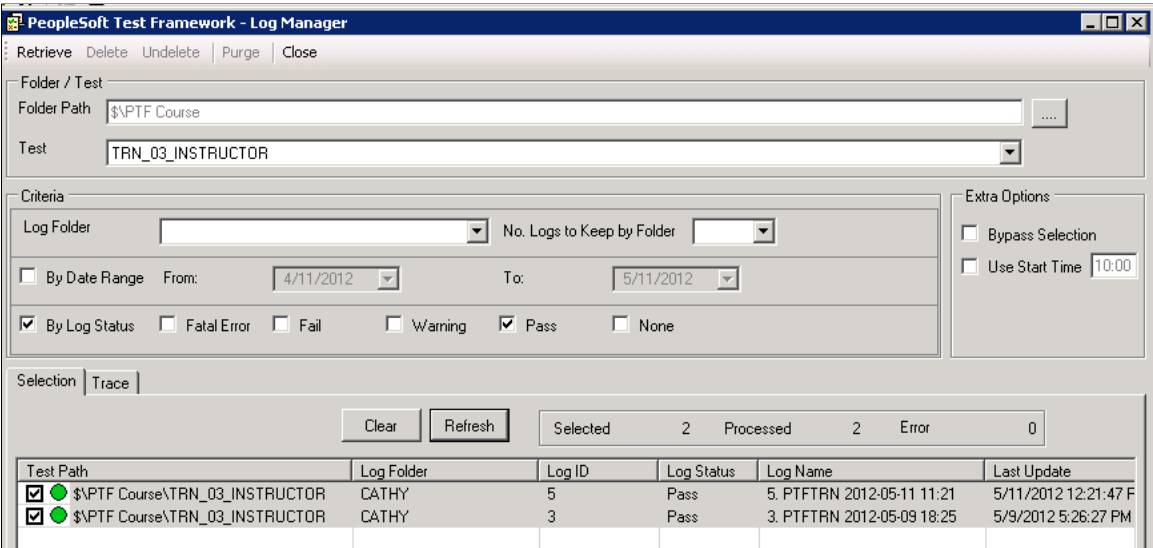 PeopleSoft Test Framework - Log Manager
Retrieve Delete Undelete Purge Close
Folder / Test
Folder Path $\PTF Course ....
Test TRN_03_INSTRUCTOR
Criteria Extra Options
Log Folder No. Logs to Keep by Folder
Bypass Selection
By Date Range From: 4/11/2012 To: 5/11/2012
Use Start Time 10:00
By Log Status Fatal Error Fail Warning Pass None
Selection Trace
Clear Refresh Selected 2 Processed 2 Error 0
Test Path Log Folder Log ID Log Status Log Name Last Update
$\PTF Course\TRN_03_INSTRUCTOR CATHY 5 Pass 5. PTFTRN 2012-05-11 11:21 5/11/2012 12:21:47 P
$\PTF Course\TRN_03_INSTRUCTOR CATHY 3 Pass 3. PTFTRN 2012-05-09 18:25 5/9/2012 5:26:27 PM